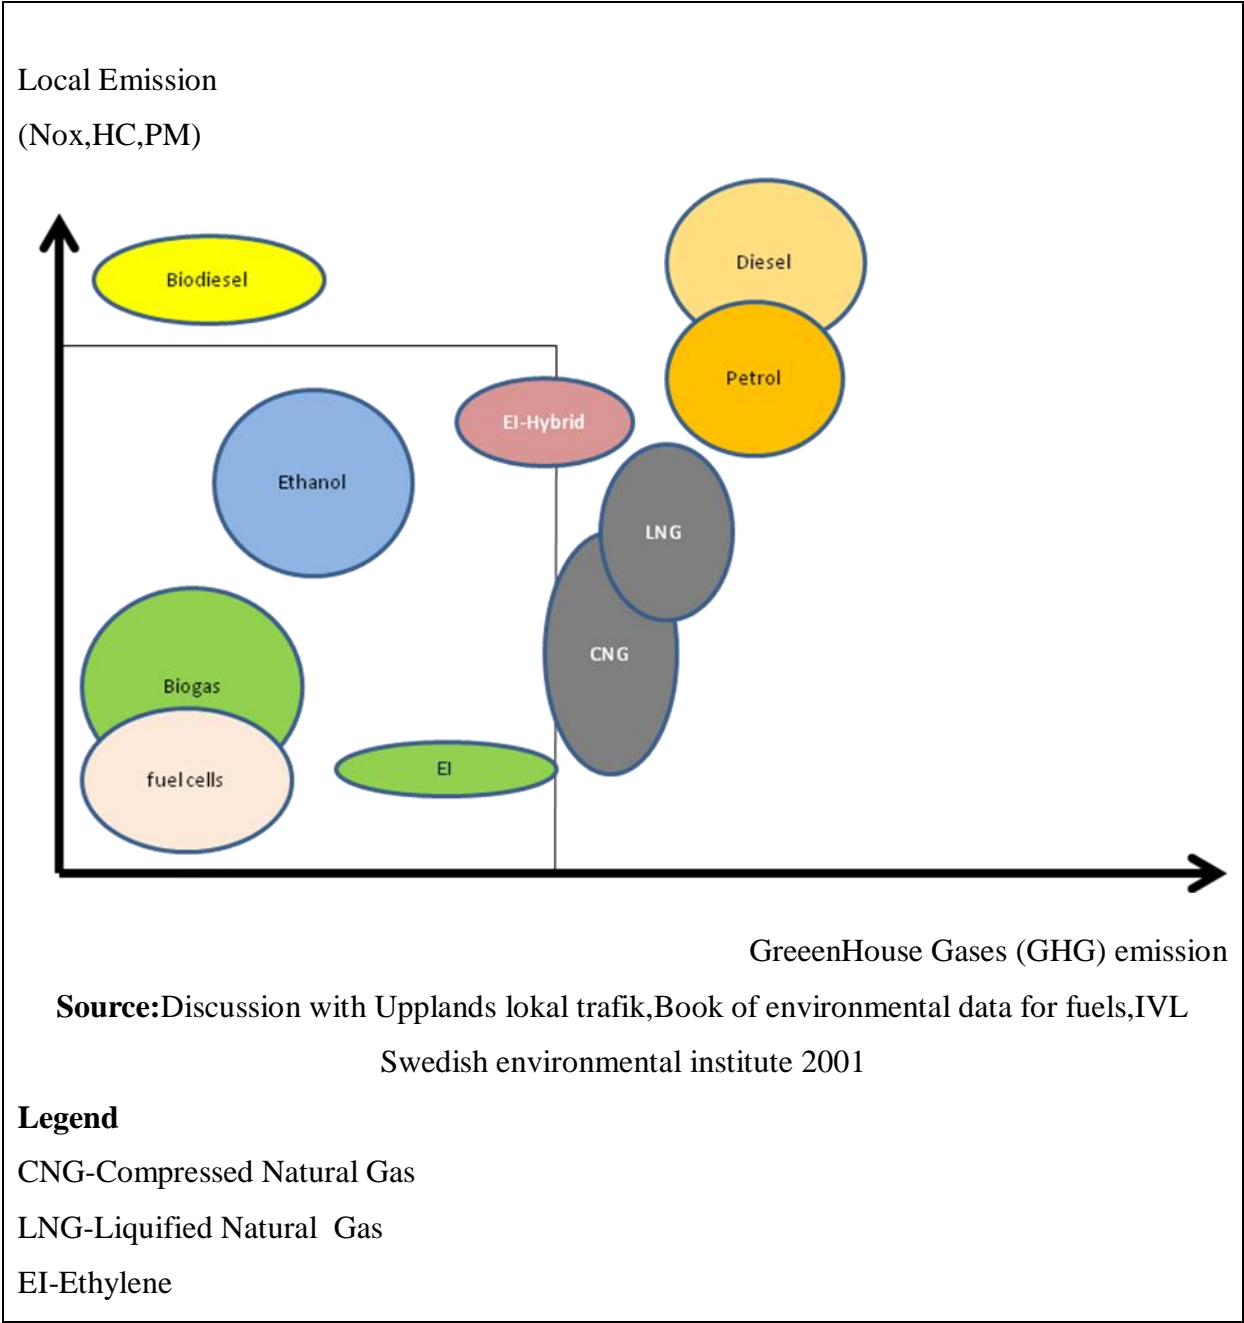 Local Emission
(Nox,HC,PM)
Diesel
Biodiesel
Petrol
EI-Hybrid
Ethanol
LNG
CNG
Biogas
EI
fuel cells
GreeenHouse Gases (GHG) emission
Source:Discussion with Upplands lokal trafik,Book of environmental data for fuels,IVL
Swedish environmental institute 2001
Legend
CNG-Compressed Natural Gas
LNG-Liquified Natural Gas
EI-Ethylene